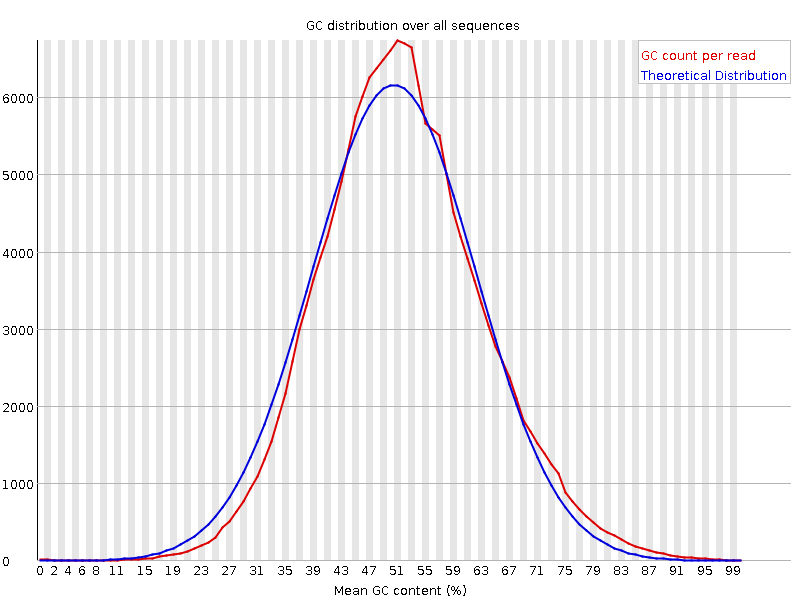 GC distribution over all sequences
GC count per read
Theoretical Distribution
6000
5000
4000
3000
2000
1000
0
0 2 4 6 8 11 15 19 23 27 31 35 39 43 47 51 55 59 63 67 71 75 79 83 87 91 95 99
Mean GC content (%)